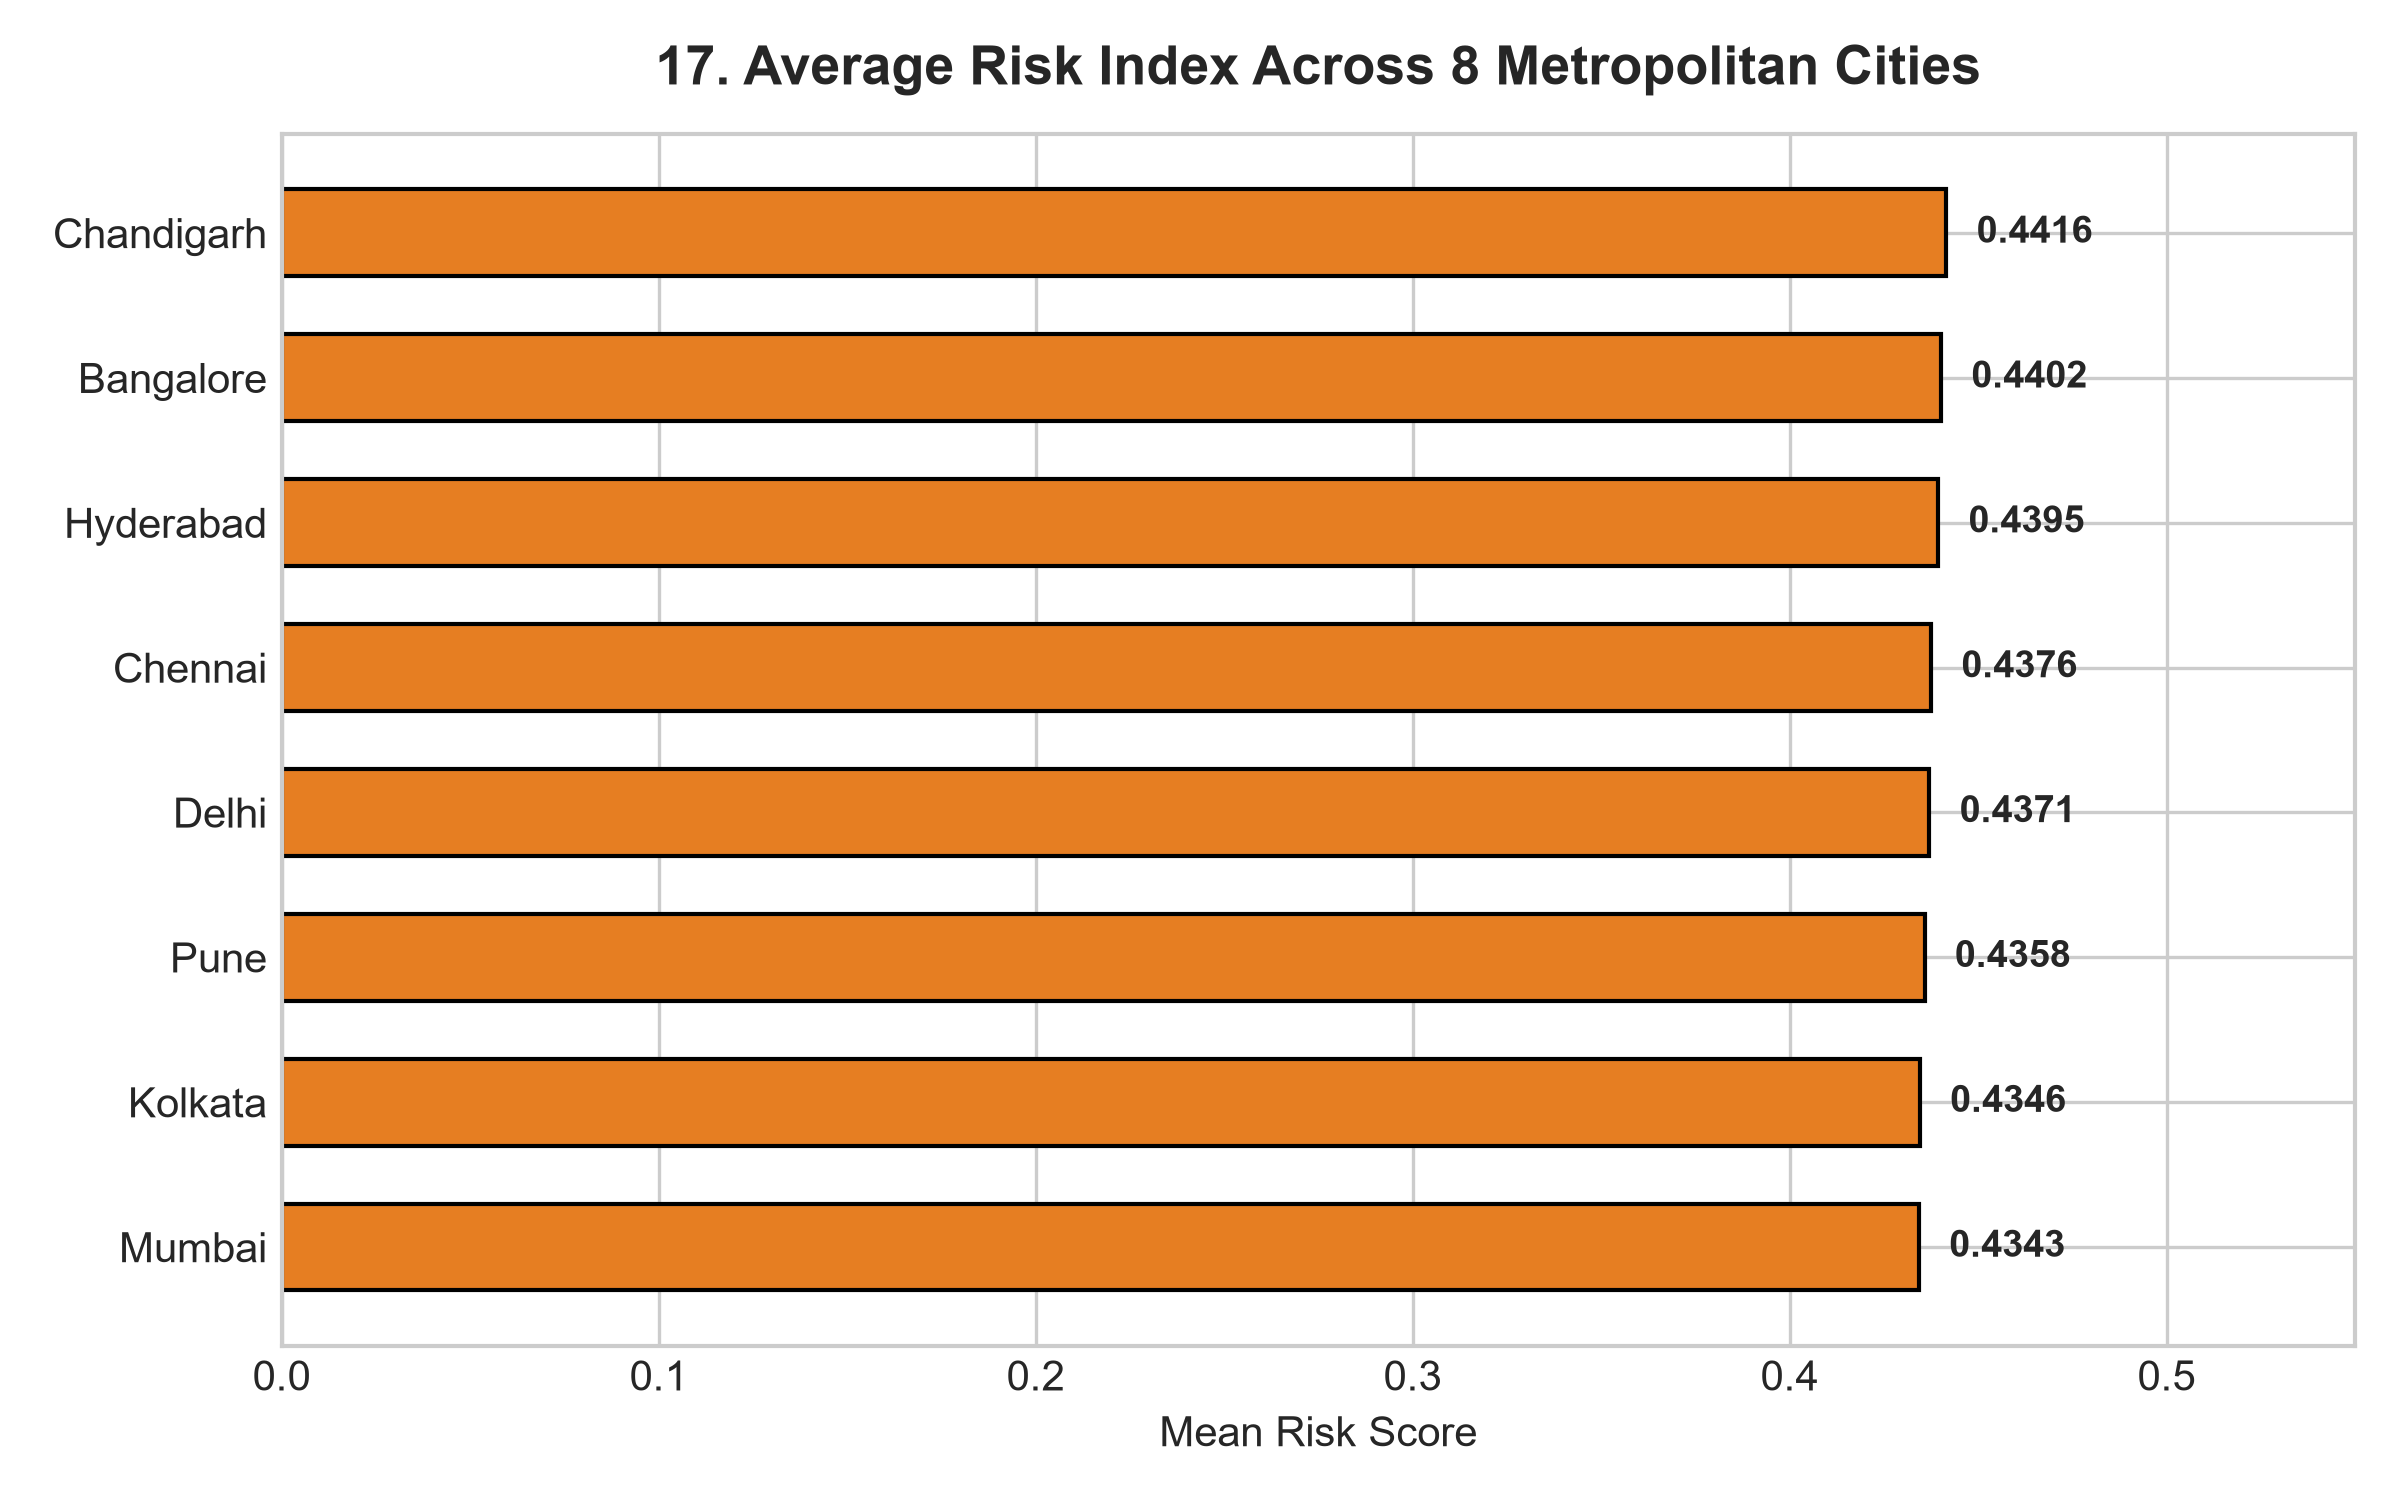 17. Average Risk Index Across 8 Metropolitan Cities
Chandigarh 0.4416
Bangalore 0.4402
Hyderabad 0.4395
Chennai 0.4376
Delhi 0.4371
Pune 0.4358
Kolkata 0.4346
Mumbai 0.4343
0.0 0.1 0.2 0.3 0.4 0.5
Mean Risk Score